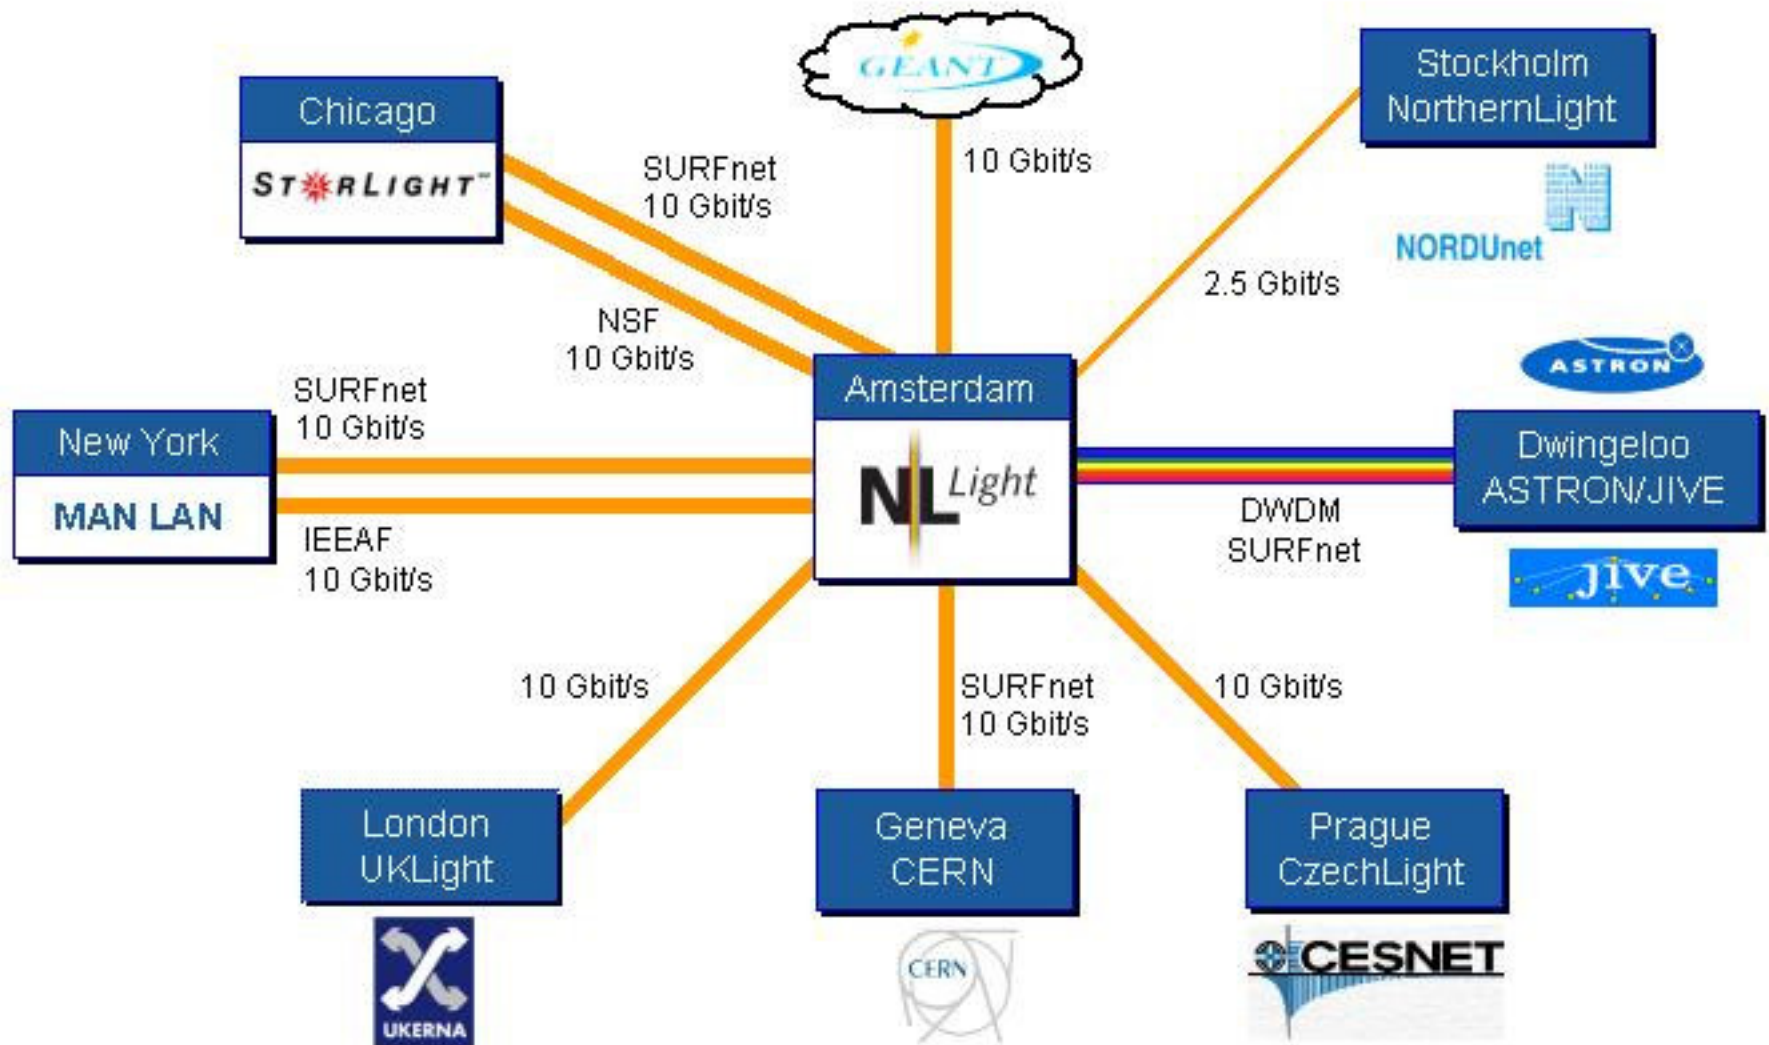 GÉANT
Stockholm
NorthernLight
NORDUnet
Chicago
STARLIGHT™
SURFnet
10 Gbit/s
10 Gbit/s
2.5 Gbit/s
NSF
10 Gbit/s
ASTRON
SURFnet
10 Gbit/s
New York
MAN LAN
IEEAF
10 Gbit/s
Amsterdam
NL Light
Dwingeloo
ASTRON/JIVE
DWDM
SURFnet
JIVE
10 Gbit/s
SURFnet
10 Gbit/s
10 Gbit/s
London
UKLight
UKERNA
Geneva
CERN
CERN
Prague
CzechLight
CESNET